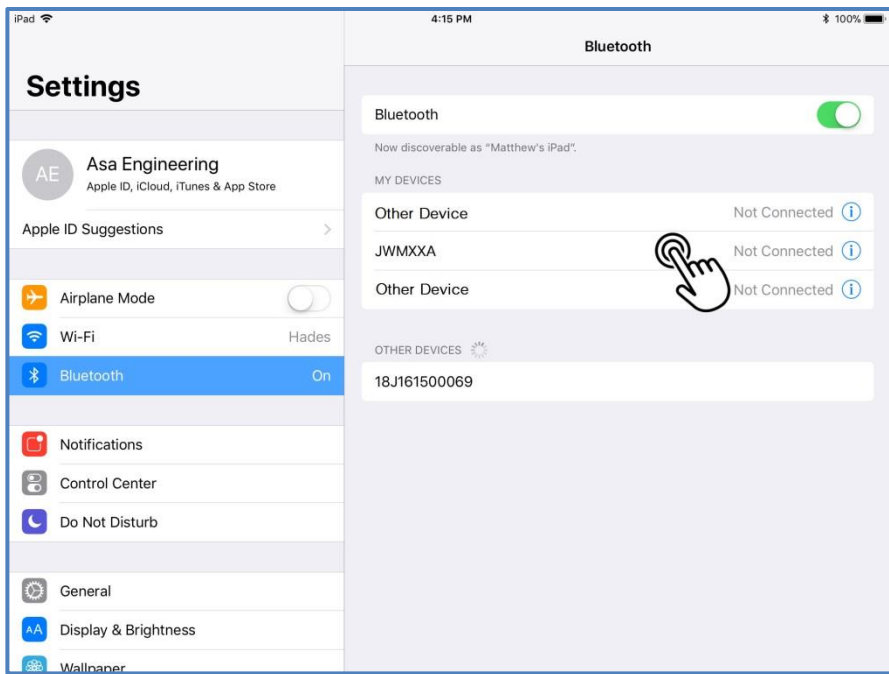 iPad 4:15 PM 100%
Bluetooth
Settings
AE
Asa Engineering
Apple ID, iCloud, iTunes & App Store
Apple ID Suggestions
Airplane Mode
Wi-Fi Hades
Bluetooth On
Notifications
Control Center
Do Not Disturb
General
AA Display & Brightness
Wallpaper
Bluetooth
Now discoverable as “Matthew's iPad”.
MY DEVICES
Other Device Not Connected i
JWMXXA Not Connected i
Other Device Not Connected i
OTHER DEVICES
18J161500069